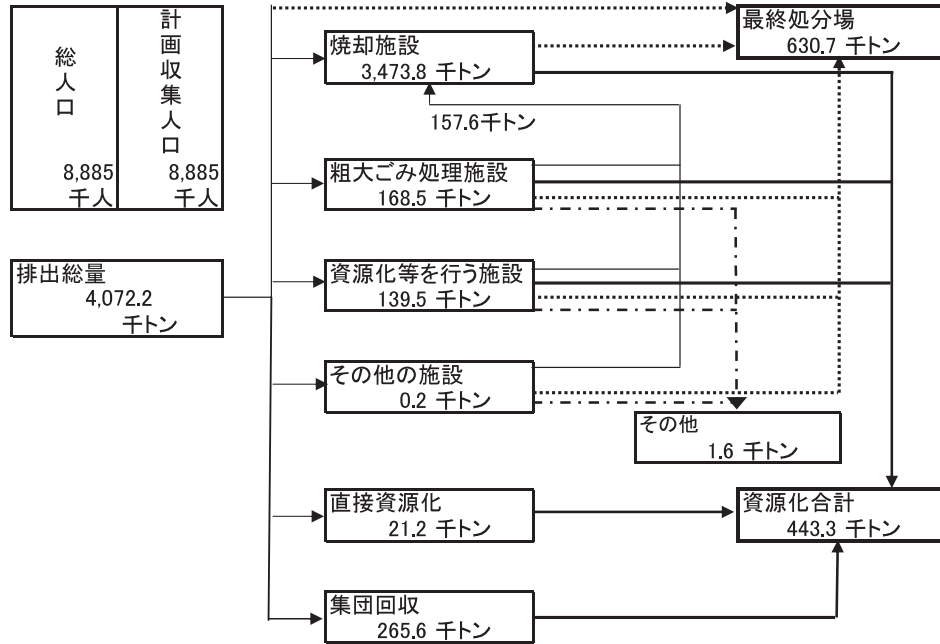 総人口
8,885
千人
計画収集人口
8,885
千人
排出総量
4,072.2
千トン
焼却施設
3,473.8 千トン
157.6千トン
粗大ごみ処理施設
168.5 千トン
資源化等を行う施設
139.5 千トン
その他の施設
0.2 千トン
直接資源化
21.2 千トン
集団回収
265.6 千トン
最終処分場
630.7 千トン
その他
1.6 千トン
資源化合計
443.3 千トン